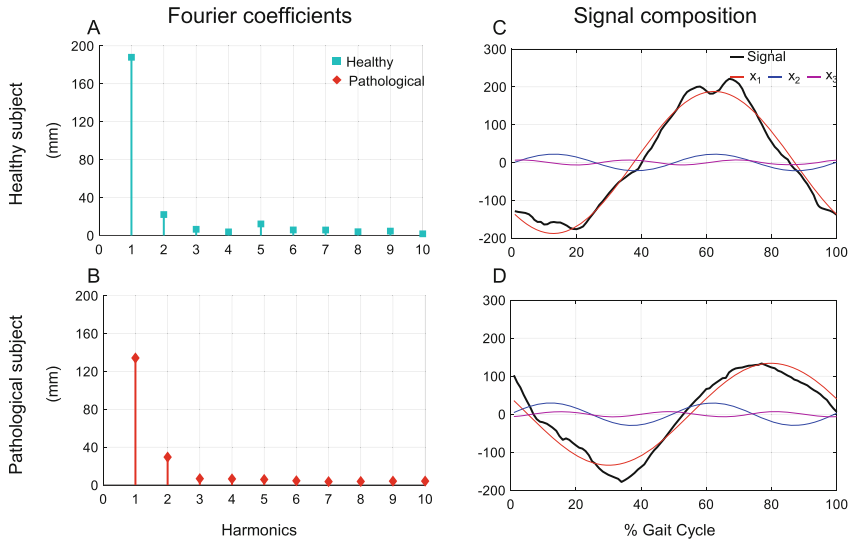 Fourier coefficients
Signal composition
A
Healthy subject
(mm)
200
160
120
80
40
0
0 1 2 3 4 5 6 7 8 9 10
Healthy
Pathological
C
300
200
100
0
-100
-200
0 20 40 60 80 100
Signal
x1 x2 x3
B
Pathological subject
(mm)
200
160
120
80
40
0
0 1 2 3 4 5 6 7 8 9 10
Harmonics
D
300
200
100
0
-100
-200
0 20 40 60 80 100
% Gait Cycle